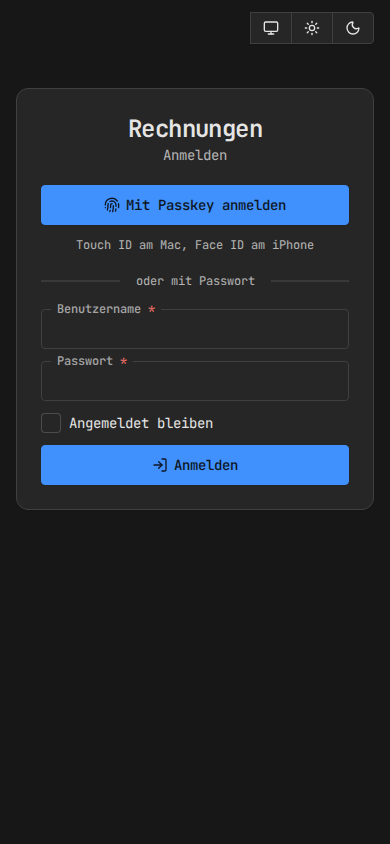 Rechnungen
Anmelden
Mit Passkey anmelden
Touch ID am Mac, Face ID am iPhone
oder mit Passwort
Benutzername *
Passwort *
Angemeldet bleiben
Anmelden